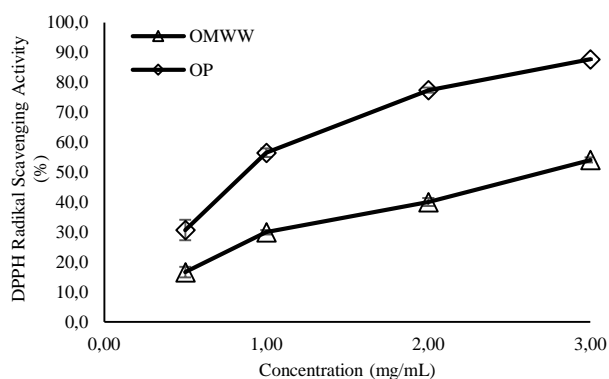 100,0
90,0
80,0
70,0
60,0
50,0
40,0
30,0
20,0
10,0
0,0
DPPH Radikal Scavenging Activity
(%)
OMWW
OP
0,00 1,00 2,00 3,00
Concentration (mg/mL)